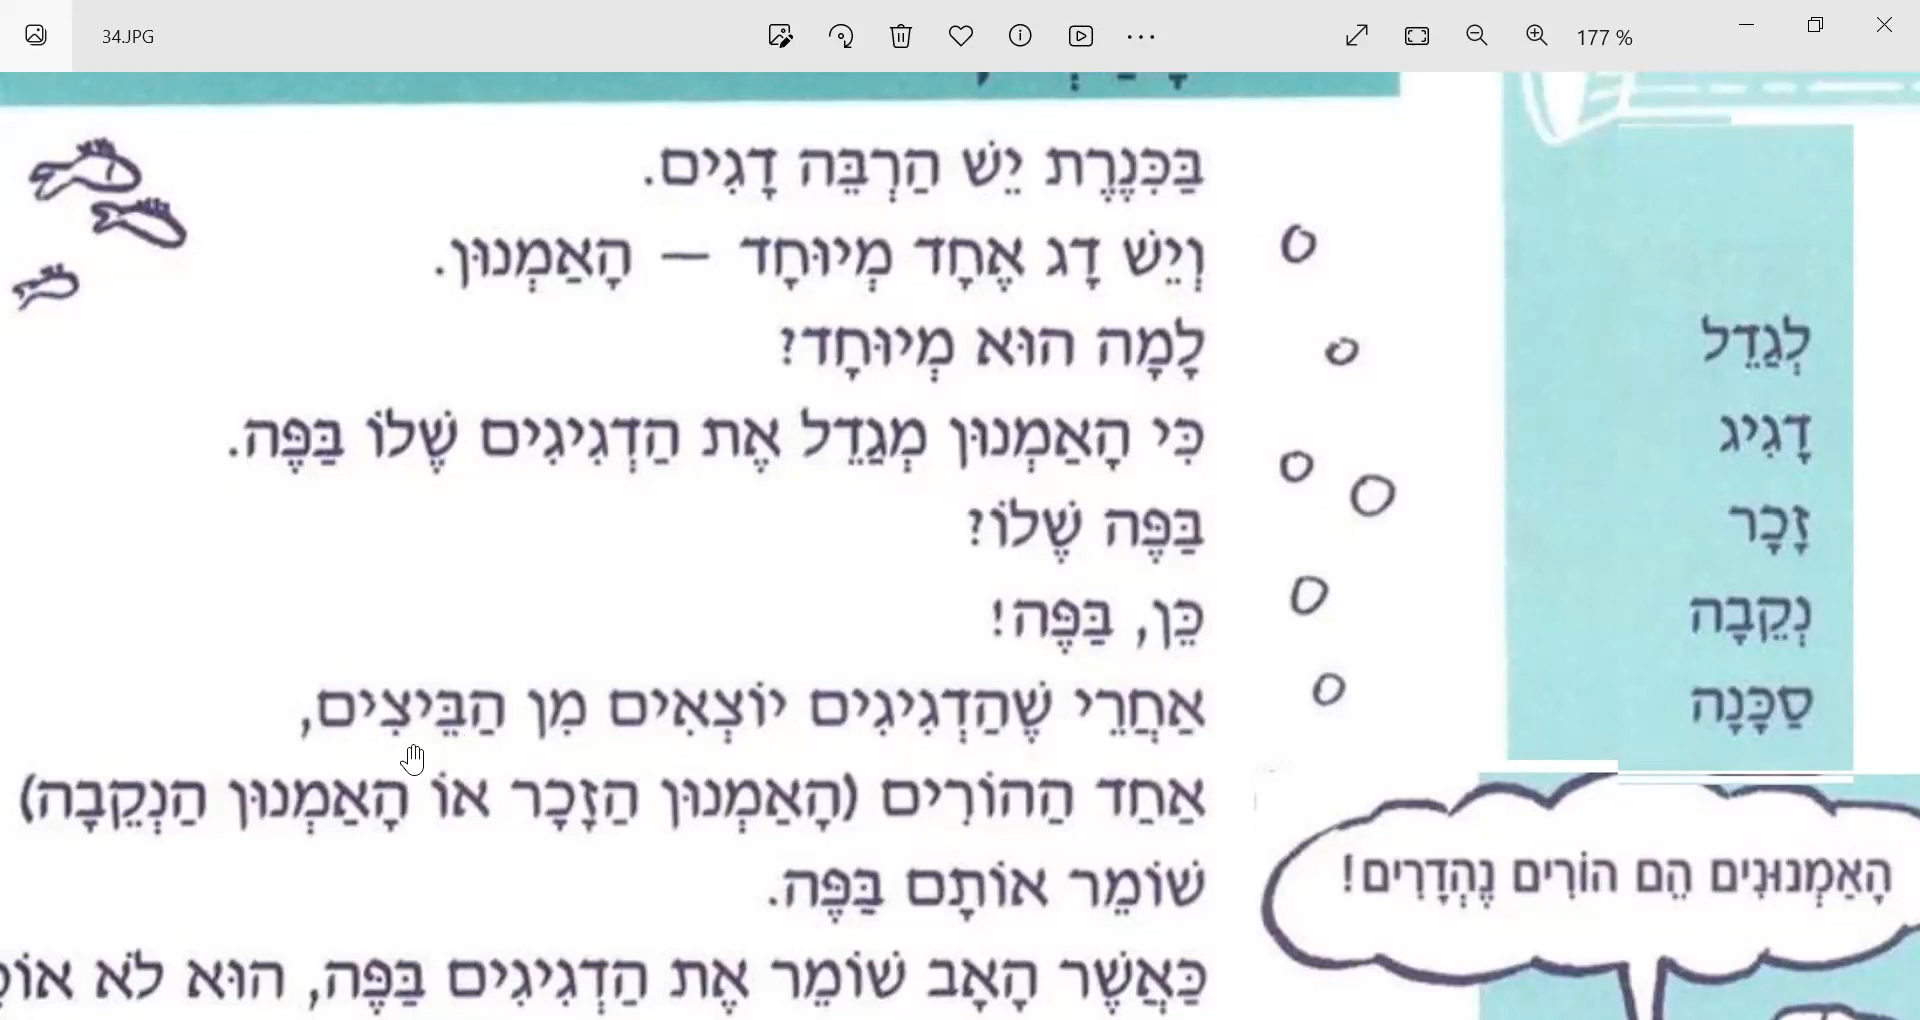 34.JPG
177 %
בַּכִּנֶּרֶת יֵשׁ הַרְבֵּה דָּגִים.
וְיֵשׁ דָּג אֶחָד מְיוּחָד – הָאַמְנוּן.
לָמָּה הוּא מְיוּחָד?
כִּי הָאַמְנוּן מְגַדֵּל אֶת הַדְּגִיגִים שֶׁלּוֹ בַּפֶּה.
בַּפֶּה שֶׁלּוֹ?
כֵּן, בַּפֶּה!
אַחֲרֵי שֶׁהַדְּגִיגִים יוֹצְאִים מִן הַבֵּיצִים,
אַחַד הַהוֹרִים (הָאַמְנוּן הַזָּכָר אוֹ הָאַמְנוּן הַנְּקֵבָה)
שׁוֹמֵר אוֹתָם בַּפֶּה.
כַּאֲשֶׁר הָאָב שׁוֹמֵר אֶת הַדְּגִיגִים בַּפֶּה, הוּא לֹא
לְגַדֵּל
דָּגִיג
זָכָר
נְקֵבָה
סַכָּנָה
הָאַמְנוּנִים הֵם הוֹרִים נֶהְדָּרִים!